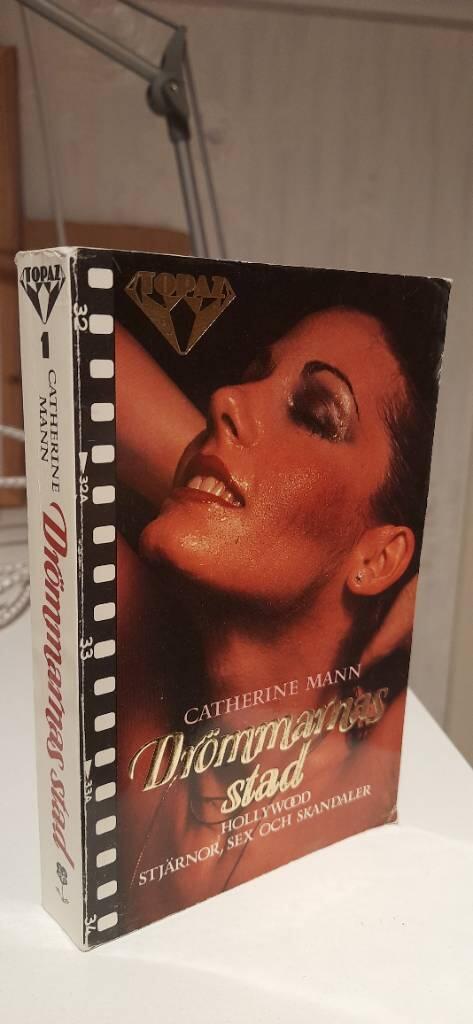 TOPAZ
1
CATHERINE
MANN
Drömmarnas stad
32
32A
33
33A
34
TOPAZ
CATHERINE MANN
Drömmarnas
stad
HOLLYWOOD
STJÄRNOR, SEX OCH SKANDALER